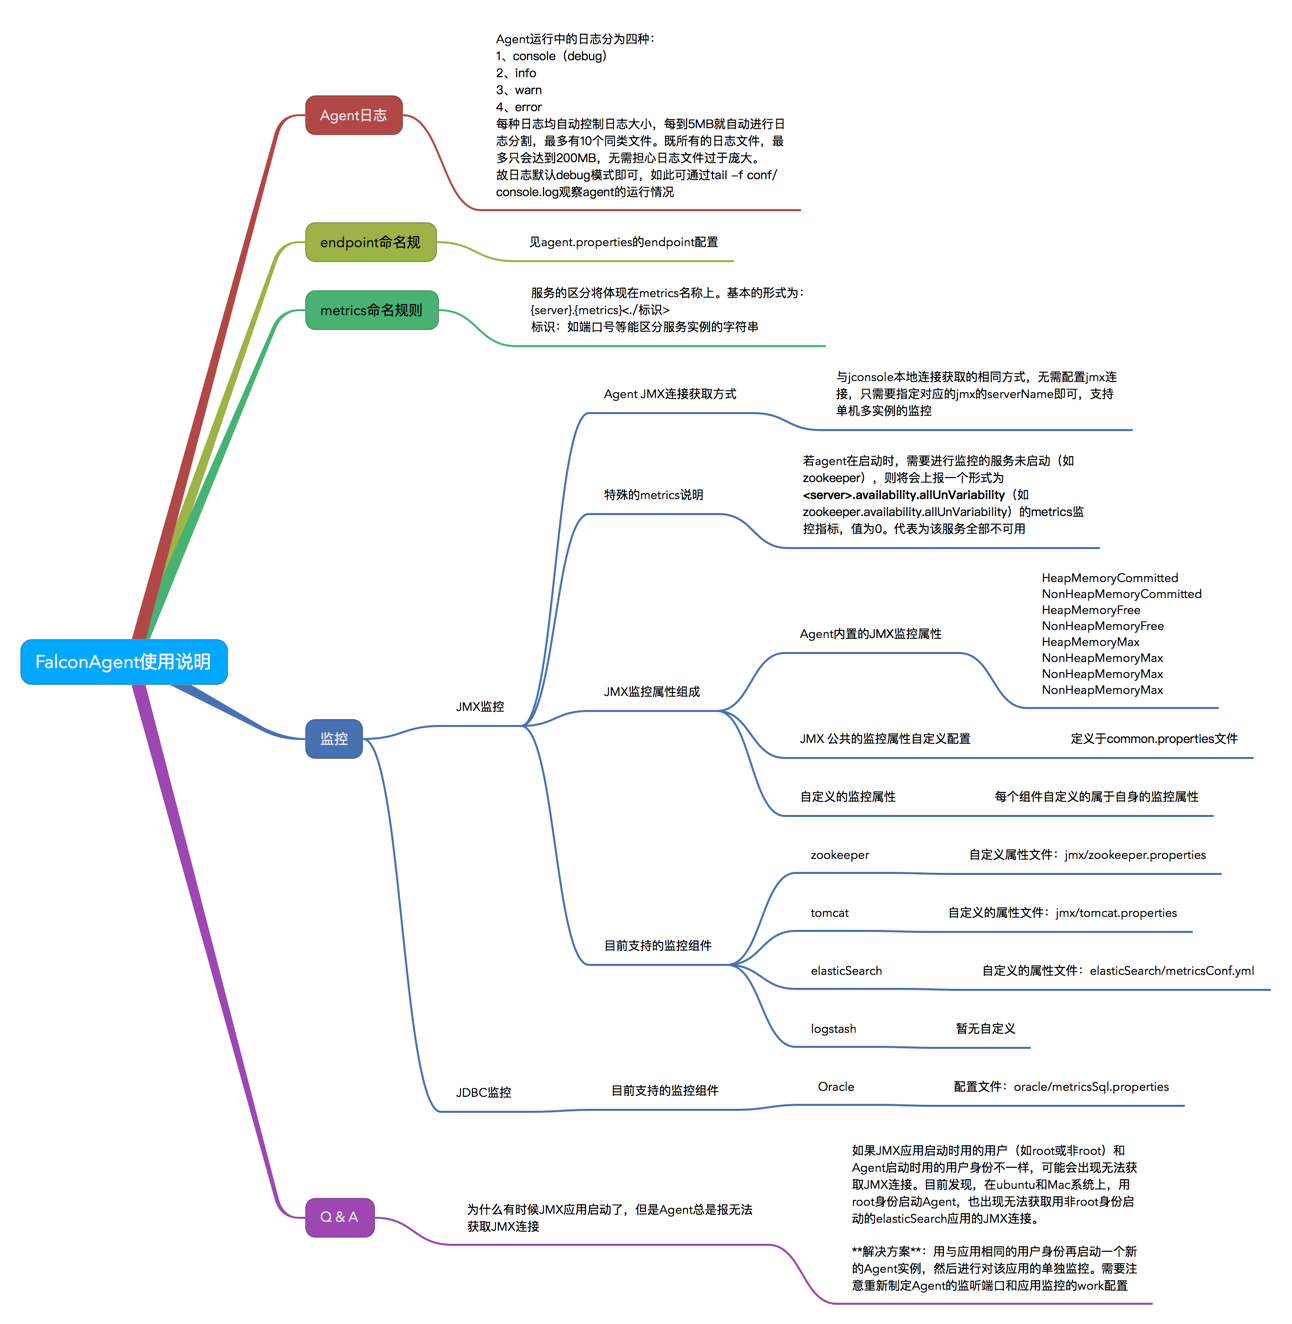 Agent运行中的日志分为四种：
1、console（debug）
2、info
3、warn
4、error
每种日志均自动控制日志大小，每到5MB就自动进行日
志分割，最多有10个同类文件。既所有的日志文件，最
多只会达到200MB，无需担心日志文件过于庞大。
故日志默认debug模式即可，如此可通过tail -f conf/
console.log观察agent的运行情况
Agent日志
endpoint命名规
见agent.properties的endpoint配置
metrics命名规则
服务的区分将体现在metrics名称上。基本的形式为：
{server}.{metrics}<./标识>
标识：如端口号等能区分服务实例的字符串
FalconAgent使用说明
监控
JMX监控
Agent JMX连接获取方式
与jconsole本地连接获取的相同方式，无需配置jmx连
接，只需要指定对应的jmx的serverName即可，支持
单机多实例的监控
特殊的metrics说明
若agent在启动时，需要进行监控的服务未启动（如
zookeeper），则将会上报一个形式为
<server>.availability.allUnVariability（如
zookeeper.availability.allUnVariability）的metrics监
控指标，值为0。代表为该服务全部不可用
JMX监控属性组成
Agent内置的JMX监控属性
HeapMemoryCommitted
NonHeapMemoryCommitted
HeapMemoryFree
NonHeapMemoryFree
HeapMemoryMax
NonHeapMemoryMax
NonHeapMemoryMax
NonHeapMemoryMax
JMX 公共的监控属性自定义配置
定义于common.properties文件
自定义的监控属性
每个组件自定义的属于自身的监控属性
目前支持的监控组件
zookeeper
自定义属性文件：jmx/zookeeper.properties
tomcat
自定义的属性文件：jmx/tomcat.properties
elasticSearch
自定义的属性文件：elasticSearch/metricsConf.yml
logstash
暂无自定义
JDBC监控
目前支持的监控组件
Oracle
配置文件：oracle/metricsSql.properties
Q & A
为什么有时候JMX应用启动了，但是Agent总是报无法
获取JMX连接
如果JMX应用启动时用的用户（如root或非root）和
Agent启动时用的用户身份不一样，可能会出现无法获
取JMX连接。目前发现，在ubuntu和Mac系统上，用
root身份启动Agent，也出现无法获取用非root身份启
动的elasticSearch应用的JMX连接。
**解决方案**：用与应用相同的用户身份再启动一个新
的Agent实例，然后进行对该应用的单独监控。需要注
意重新制定Agent的监听端口和应用监控的work配置